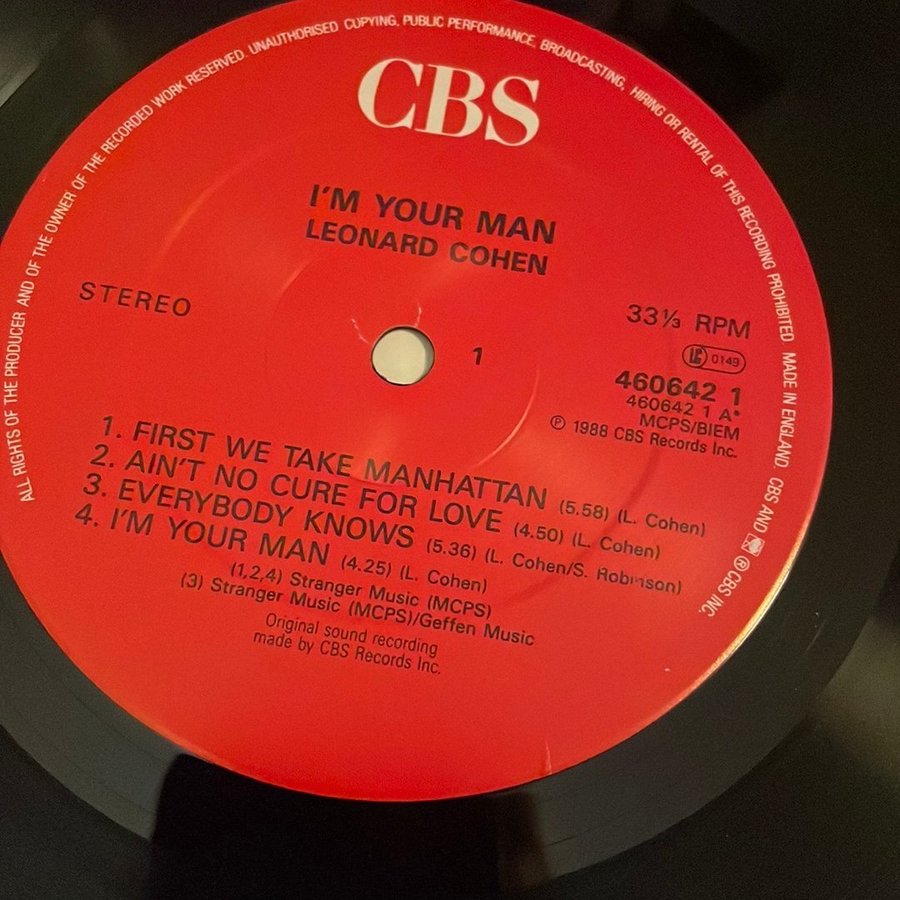 ALL RIGHTS OF THE PRODUCER AND OF THE OWNER OF THE RECORDED WORK RESERVED. UNAUTHORISED COPYING, PUBLIC PERFORMANCE, BROADCASTING, HIRING OR RENTAL OF THIS RECORDING PROHIBITED MADE IN ENGLAND. CBS AND ® CBS INC.
CBS
I'M YOUR MAN
LEONARD COHEN
STEREO
33⅓ RPM
1
LC 0149
460642 1
460642 1 A•
MCPS/BIEM
℗ 1988 CBS Records Inc.
1. FIRST WE TAKE MANHATTAN (5.58) (L. Cohen)
2. AIN'T NO CURE FOR LOVE (4.50) (L. Cohen)
3. EVERYBODY KNOWS (5.36) (L. Cohen/S. Robinson)
4. I'M YOUR MAN (4.25) (L. Cohen)
(1,2,4) Stranger Music (MCPS)
(3) Stranger Music (MCPS)/Geffen Music
Original sound recording
made by CBS Records Inc.